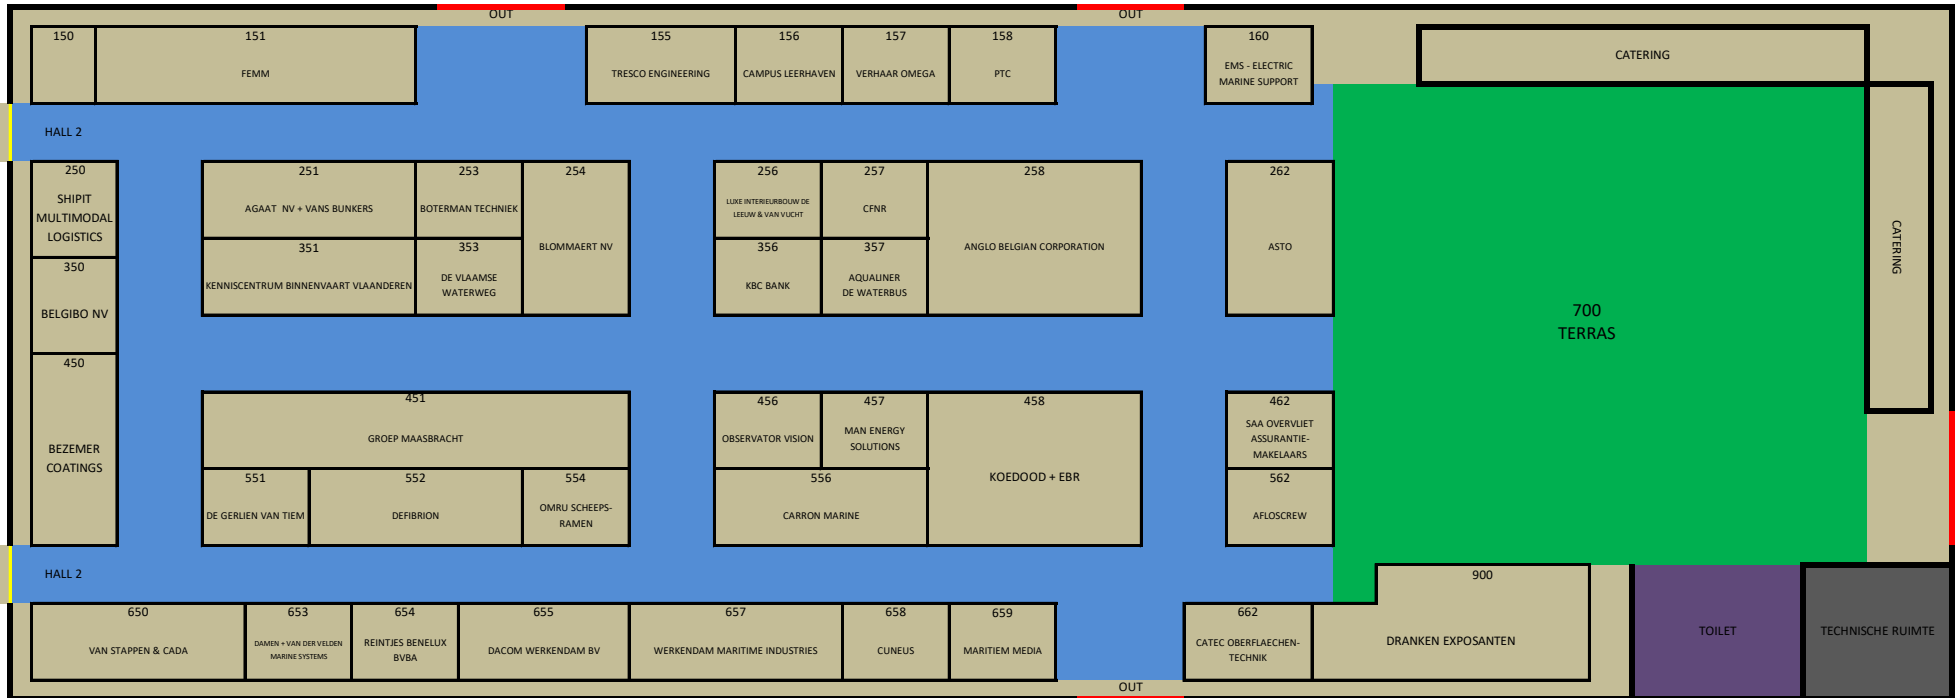 OUT
OUT
150
151
FEMM
155
TRESCO ENGINEERING
156
CAMPUS LEERHAVEN
157
VERHAAR OMEGA
158
PTC
160
EMS - ELECTRIC
MARINE SUPPORT
CATERING
CATERING
HALL 2
250
SHIPIT
MULTIMODAL
LOGISTICS
251
AGAAT NV + VANS BUNKERS
253
BOTERMAN TECHNIEK
254
BLOMMAERT NV
256
LUXE INTERIEURBOUW DE
LEEUW & VAN VUCHT
257
CFNR
258
ANGLO BELGIAN CORPORATION
262
ASTO
350
BELGIBO NV
351
KENNISCENTRUM BINNENVAART VLAANDEREN
353
DE VLAAMSE
WATERWEG
356
KBC BANK
357
AQUALINER
DE WATERBUS
700
TERRAS
450
BEZEMER
COATINGS
451
GROEP MAASBRACHT
456
OBSERVATOR VISION
457
MAN ENERGY
SOLUTIONS
458
KOEDOOD + EBR
462
SAA OVERVLIET
ASSURANTIE-
MAKELAARS
551
DE GERLIEN VAN TIEM
552
DEFIBRION
554
OMRU SCHEEPS-
RAMEN
556
CARRON MARINE
562
AFLOSCREW
HALL 2
650
VAN STAPPEN & CADA
653
DAMEN + VAN DER VELDEN
MARINE SYSTEMS
654
REINTJES BENELUX
BVBA
655
DACOM WERKENDAM BV
657
WERKENDAM MARITIME INDUSTRIES
658
CUNEUS
659
MARITIEM MEDIA
662
CATEC OBERFLAECHEN-
TECHNIK
900
DRANKEN EXPOSANTEN
TOILET
TECHNISCHE RUIMTE
OUT